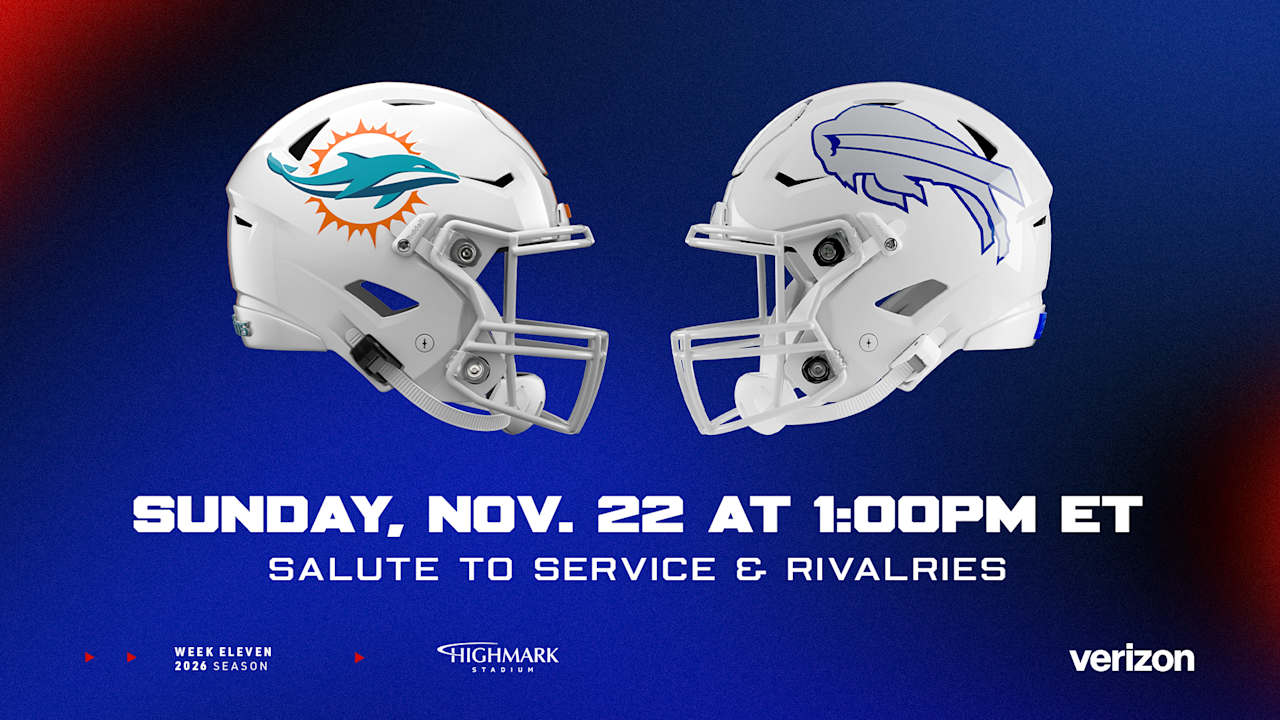 SUNDAY, NOV. 22 AT 1:00PM ET
SALUTE TO SERVICE & RIVALRIES
WEEK ELEVEN
2026 SEASON
HIGHMARK
STADIUM
verizon